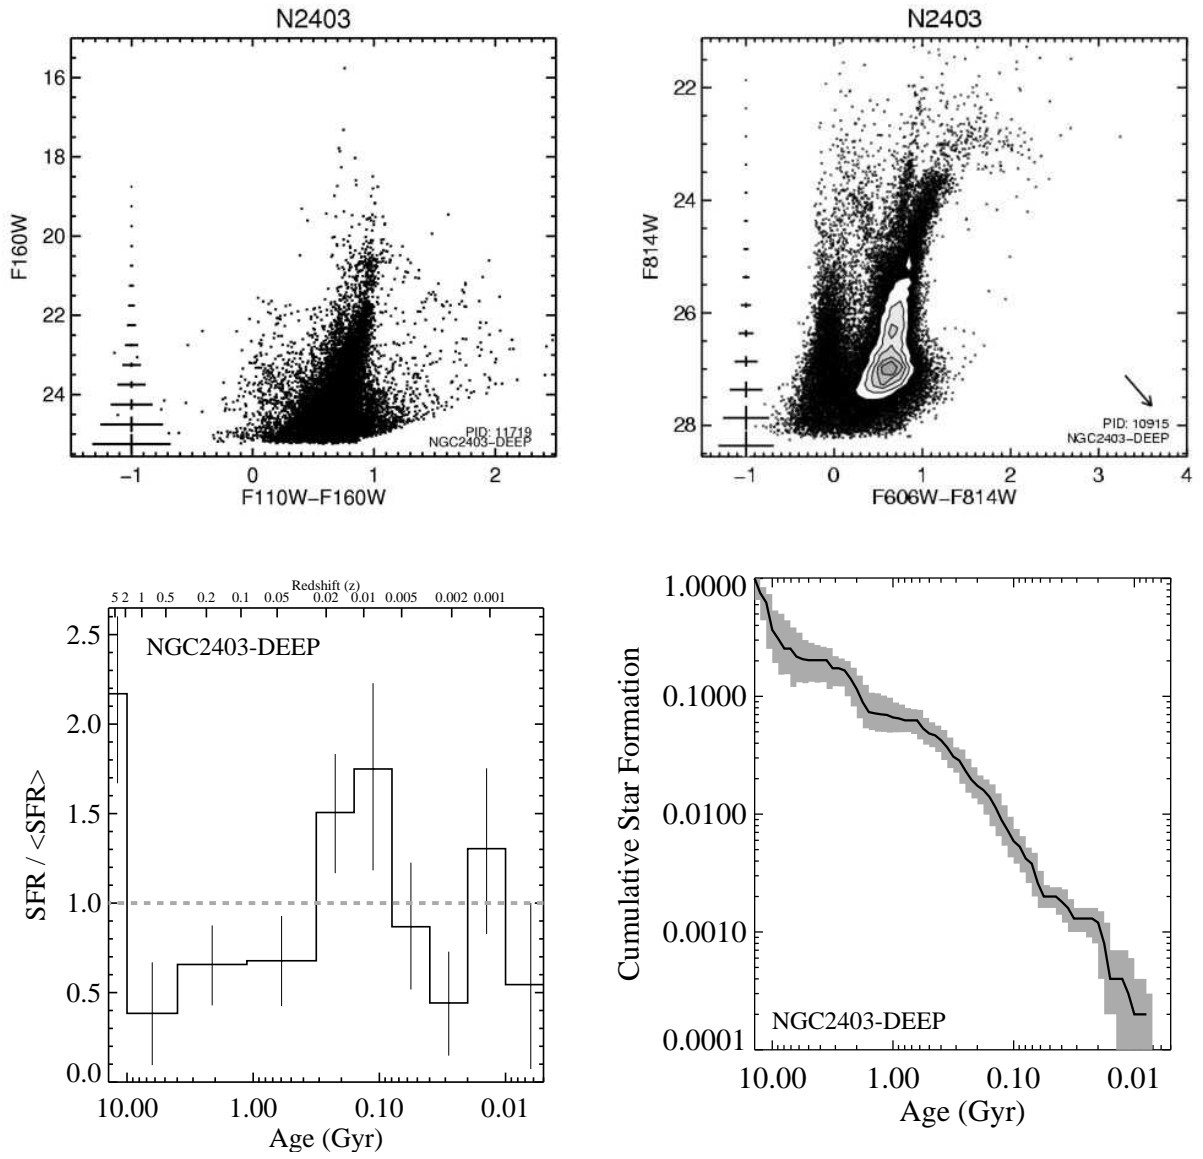 N2403
16
18
20
22
24
F160W
PID: 11719
NGC2403-DEEP
-1
0
1
2
F110W-F160W
N2403
22
24
26
28
F814W
PID: 10915
NGC2403-DEEP
-1
0
1
2
3
4
F606W-F814W
Redshift (z)
5 2 1 0.5 0.2 0.1 0.05 0.02 0.01 0.005 0.002 0.001
NGC2403-DEEP
2.5
2.0
1.5
1.0
0.5
0.0
SFR / <SFR>
10.00 1.00 0.10 0.01
Age (Gyr)
1.0000
0.1000
0.0100
0.0010
0.0001
Cumulative Star Formation
NGC2403-DEEP
10.00 1.00 0.10 0.01
Age (Gyr)